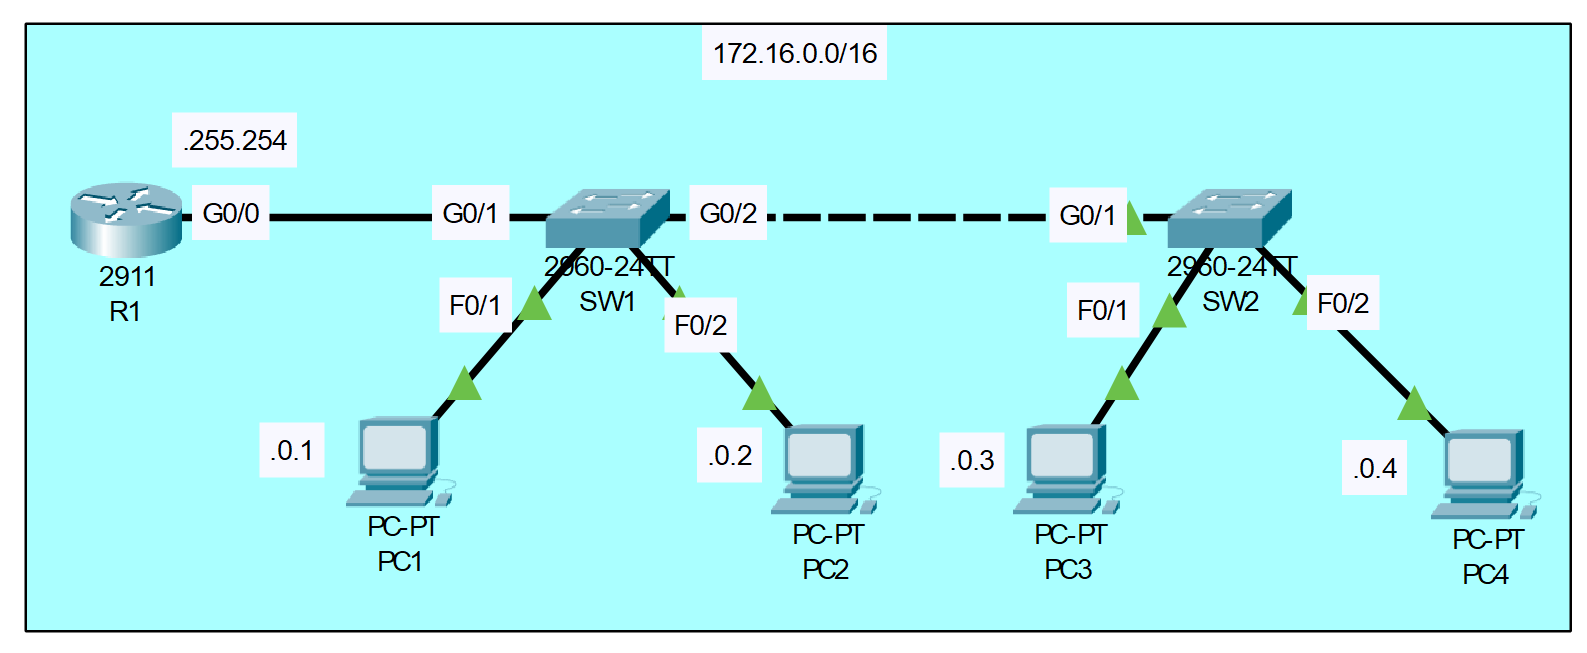 172.16.0.0/16
.255.254
G0/0
G0/1
G0/2
G0/1
2911
R1
2960-24TT
SW1
2960-24TT
SW2
F0/1
F0/2
F0/1
F0/2
.0.1
.0.2
.0.3
.0.4
PC-PT
PC1
PC-PT
PC2
PC-PT
PC3
PC-PT
PC4